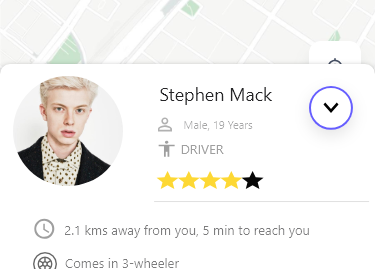 Stephen Mack
Male, 19 Years
DRIVER
2.1 kms away from you, 5 min to reach you
Comes in 3-wheeler